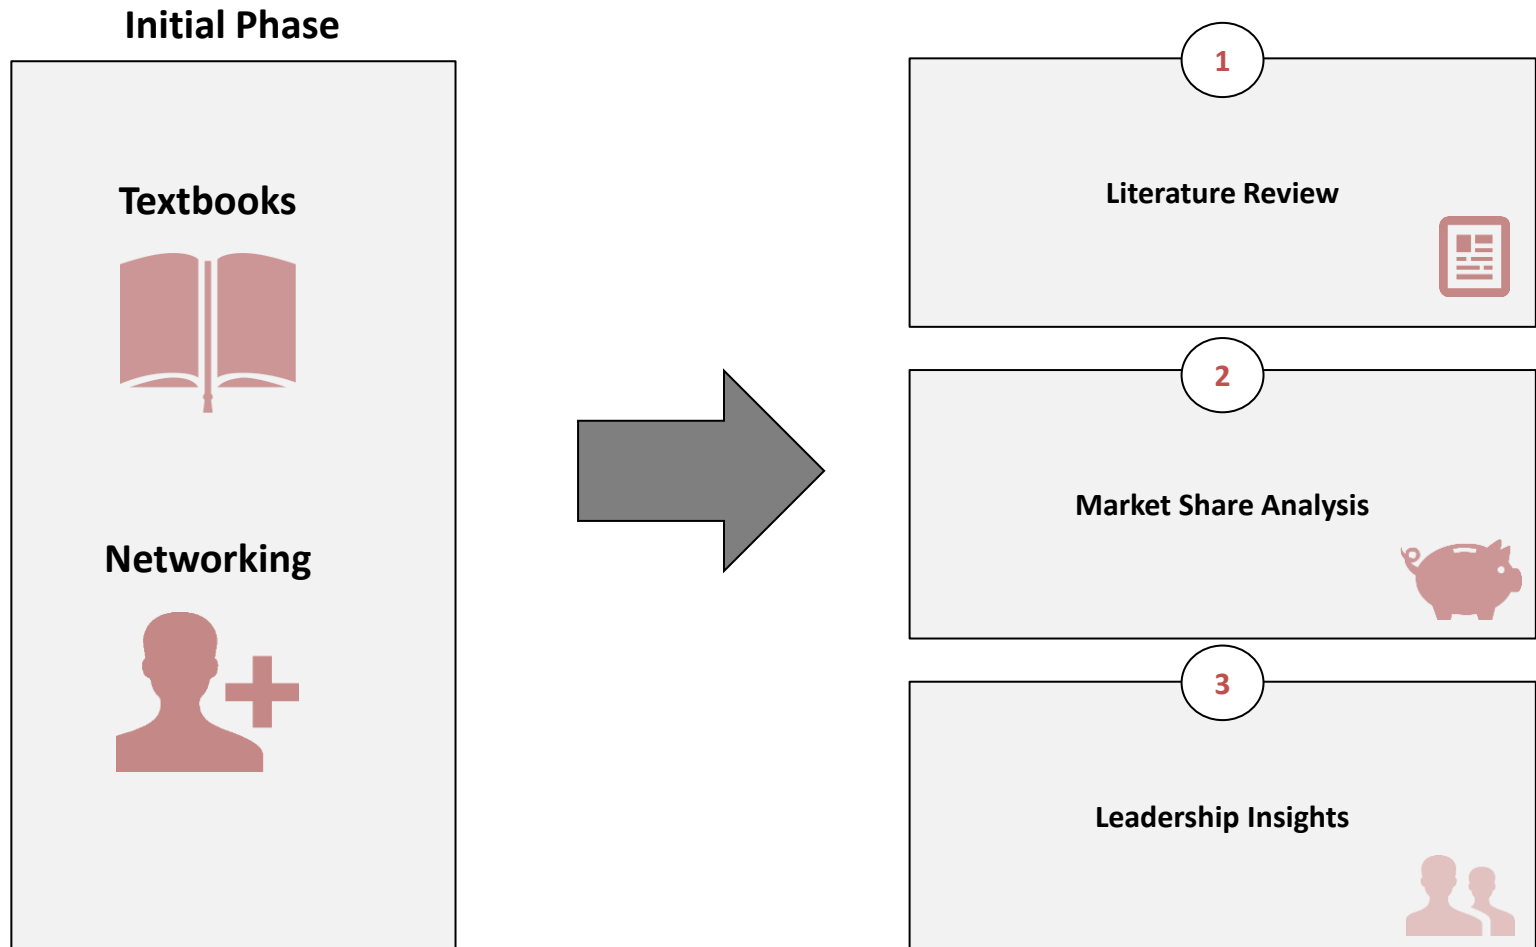 Initial Phase
Textbooks
Networking
1
Literature Review
2
Market Share Analysis
3
Leadership Insights